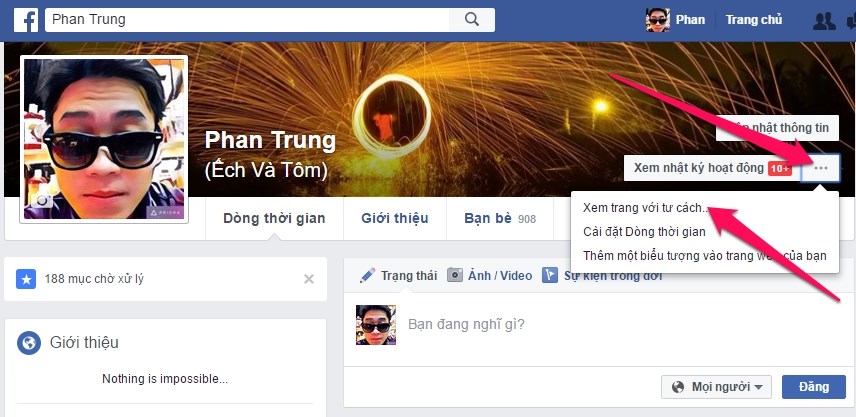 f
Phan Trung
Phan
Trang chủ
Phan Trung
(Ếch Và Tôm)
nhật thông tin
Xem nhật ký hoạt động 10+
...
Dòng thời gian
Giới thiệu
Bạn bè 908
Xem trang với tư cách...
Cài đặt Dòng thời gian
Thêm một biểu tượng vào trang web của bạn
188 mục chờ xử lý
Trạng thái
Ảnh / Video
Sự kiện trong đời
PRISMA
Bạn đang nghĩ gì?
Giới thiệu
Nothing is impossible...
Mọi người
Đăng